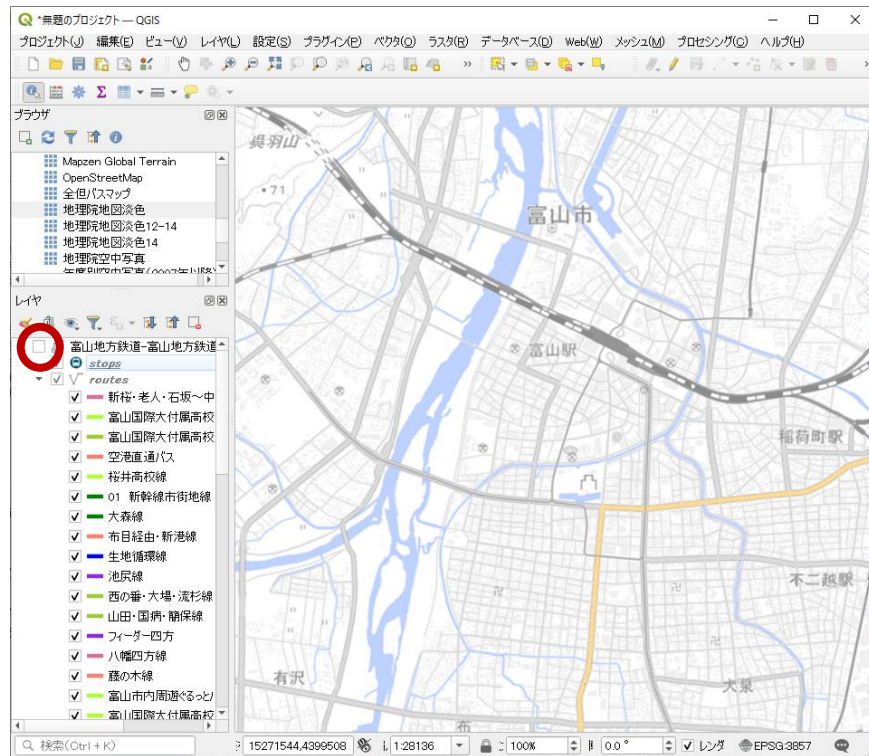 *無題のプロジェクト — QGIS
プロジェクト(J) 編集(E) ビュー(V) レイヤ(L) 設定(S) プラグイン(P) ベクタ(O) ラスタ(R) データベース(D) Web(W) メッシュ(M) プロセシング(C) ヘルプ(H)
ブラウザ
Mapzen Global Terrain
OpenStreetMap
全但バスマップ
地理院地図淡色
地理院地図淡色12-14
地理院地図淡色14
地理院空中写真
レイヤ
富山地方鉄道-富山地方鉄道
stops
routes
新桜・老人・石坂～中
富山国際大付属高校
富山国際大付属高校
空港直通バス
桜井高校線
01 新幹線市街地線
大森線
布目経由・新港線
生地循環線
池尻線
西の番・大場・流杉線
山田・国病・簡保線
フィーダー四方
八幡四方線
藤の木線
富山市内周遊ぐるっと
富山国際大付属高校
呉羽山
•71
富山市
富山駅
稲荷町駅
不二越駅
有沢
大泉
布
検索(Ctrl+K)
15271544,4399508
1:28136
100%
0.0 °
レンダ
EPSG:3857